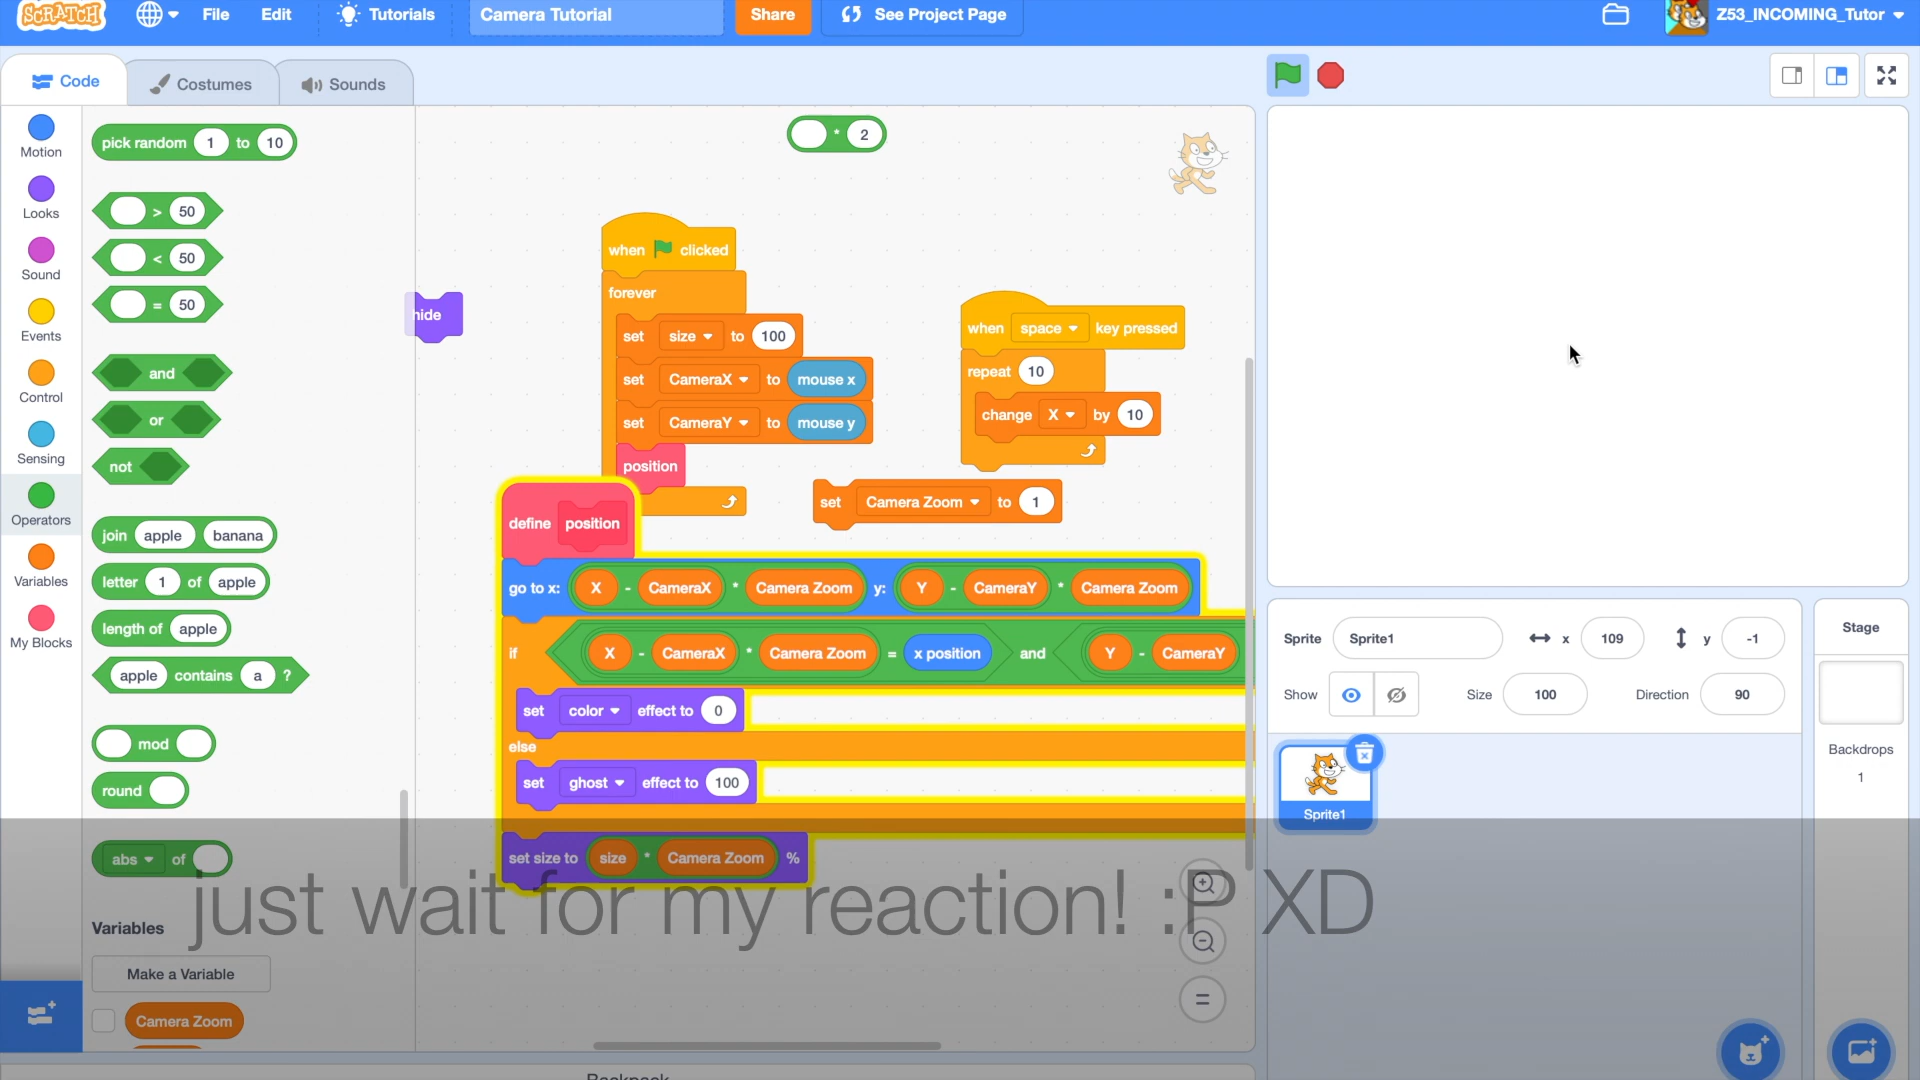 SCRATCH File Edit Tutorials Camera Tutorial Share See Project Page Z53_INCOMING_Tutor
Code Costumes Sounds
Motion
Looks
Sound
Events
Control
Sensing
Operators
Variables
My Blocks
pick random 1 to 10
> 50
< 50
= 50
and
or
not
join apple banana
letter 1 of apple
length of apple
apple contains a ?
mod
round
abs of
Variables
Make a Variable
Camera Zoom
* 2
hide
when clicked
forever
set size to 100
set CameraX to mouse x
set CameraY to mouse y
position
when space key pressed
repeat 10
change X by 10
set Camera Zoom to 1
define position
go to x: X - CameraX * Camera Zoom y: Y - CameraY * Camera Zoom
if X - CameraX * Camera Zoom = x position and Y - CameraY
set color effect to 0
else
set ghost effect to 100
set size to size * Camera Zoom %
just wait for my reaction! :P XD
Sprite Sprite1 x 109 y -1
Show Size 100 Direction 90
Sprite1
Stage
Backdrops
1
Backpack